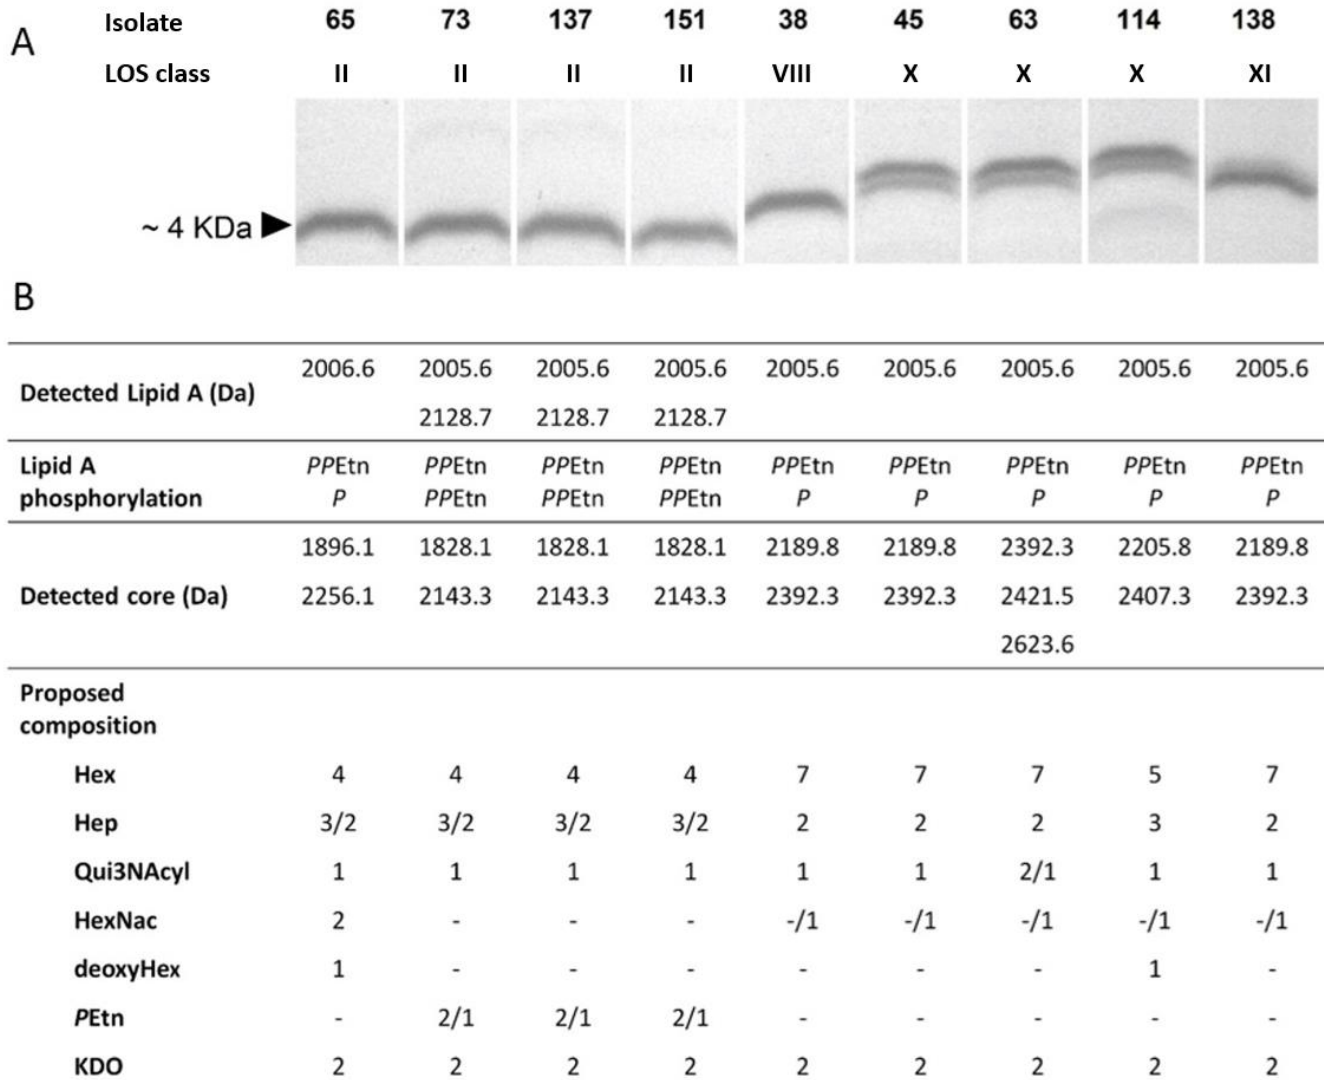 A
Isolate 65 73 137 151 38 45 63 114 138
LOS class II II II II VIII X X X XI
~ 4 KDa
B
Detected Lipid A (Da) 2006.6 2005.6 2005.6 2005.6 2005.6 2005.6 2005.6 2005.6 2005.6
2128.7 2128.7 2128.7
Lipid A PPEtn PPEtn PPEtn PPEtn PPEtn PPEtn PPEtn PPEtn PPEtn
phosphorylation P PPEtn PPEtn PPEtn P P P P P
1896.1 1828.1 1828.1 1828.1 2189.8 2189.8 2392.3 2205.8 2189.8
Detected core (Da) 2256.1 2143.3 2143.3 2143.3 2392.3 2392.3 2421.5 2407.3 2392.3
2623.6
Proposed
composition
Hex 4 4 4 4 7 7 7 5 7
Hep 3/2 3/2 3/2 3/2 2 2 2 3 2
Qui3NAcyl 1 1 1 1 1 1 2/1 1 1
HexNac 2 - - - -/1 -/1 -/1 -/1 -/1
deoxyHex 1 - - - - - - 1 -
PEtn - 2/1 2/1 2/1 - - - - -
KDO 2 2 2 2 2 2 2 2 2